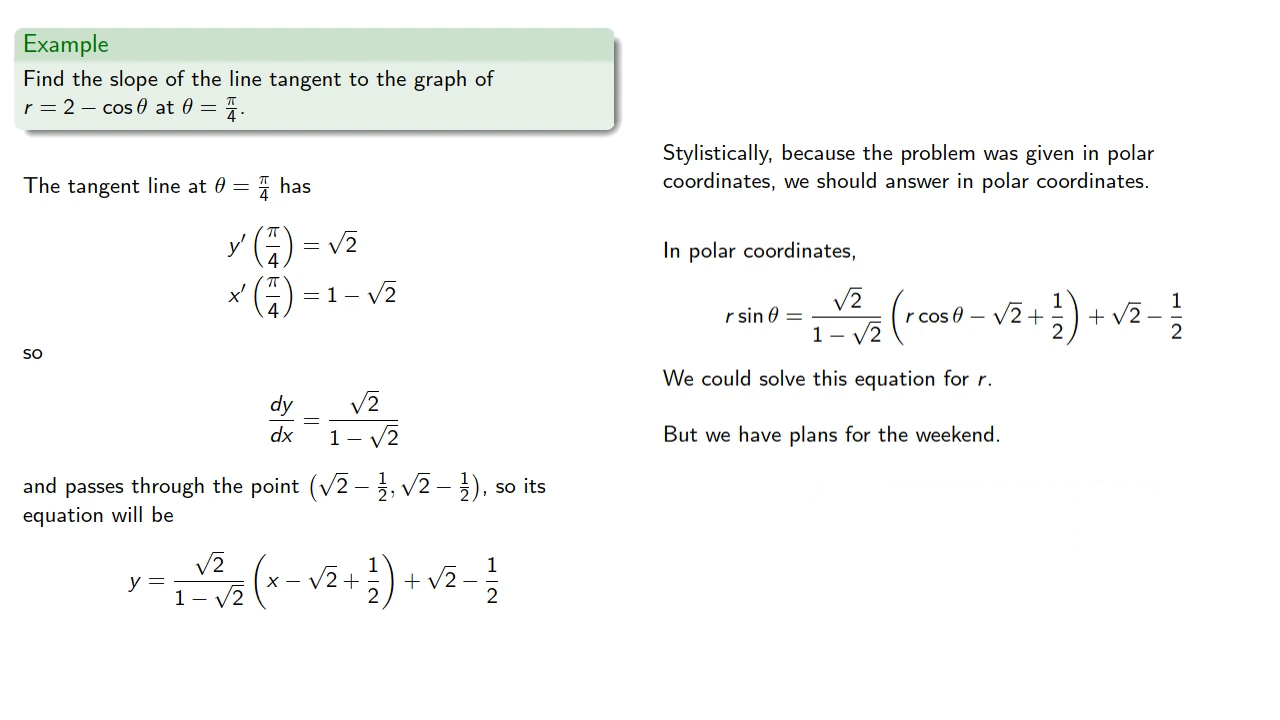 Example
Find the slope of the line tangent to the graph of
r = 2 − cos θ at θ = π/4.
The tangent line at θ = π/4 has
y′(π/4) = √2
x′(π/4) = 1 − √2
so
dy/dx = √2/(1 − √2)
and passes through the point (√2 − 1/2, √2 − 1/2), so its
equation will be
y = √2/(1 − √2) (x − √2 + 1/2) + √2 − 1/2
Stylistically, because the problem was given in polar
coordinates, we should answer in polar coordinates.
In polar coordinates,
r sin θ = √2/(1 − √2) (r cos θ − √2 + 1/2) + √2 − 1/2
We could solve this equation for r.
But we have plans for the weekend.